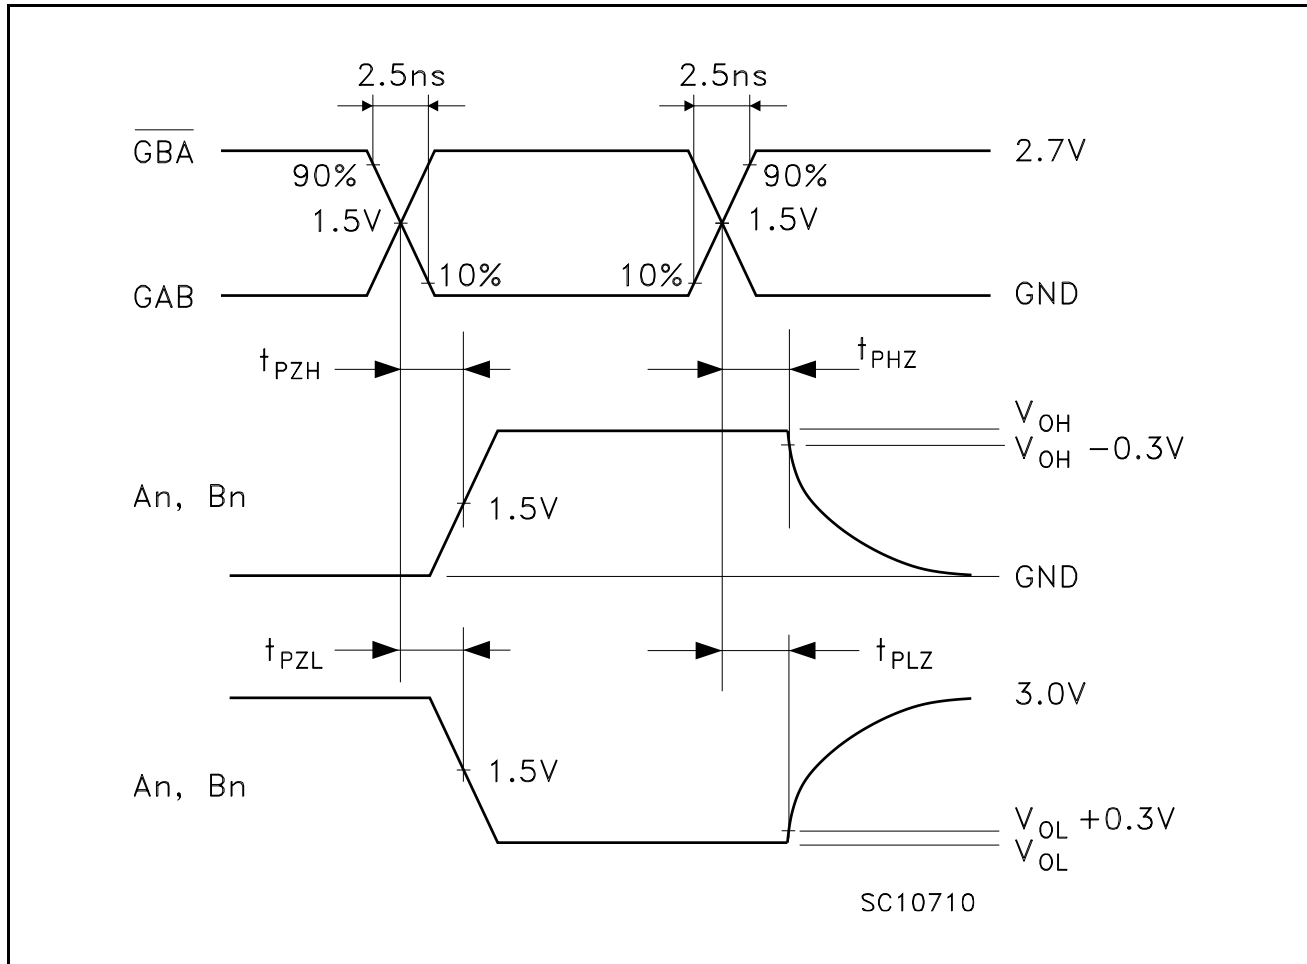 2.5ns 2.5ns
GBA 2.7V
90% 90%
1.5V 1.5V
10% 10%
GAB GND
tPZH tPHZ
VOH
VOH −0.3V
An, Bn 1.5V
GND
tPZL tPLZ
3.0V
1.5V
An, Bn
VOL +0.3V
VOL
SC10710